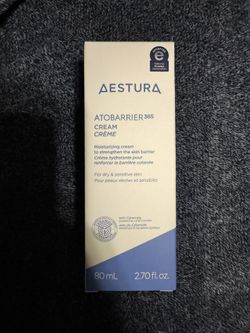 AESTURA
ATOBARRIER365
CREAM
CRÈME
Moisturizing cream
to strengthen the skin barrier
Crème hydratante pour
renforcer la barrière cutanée
For dry & sensitive skin
Pour peaux sèches et sensibles
80 mL 2.70 fl. oz.